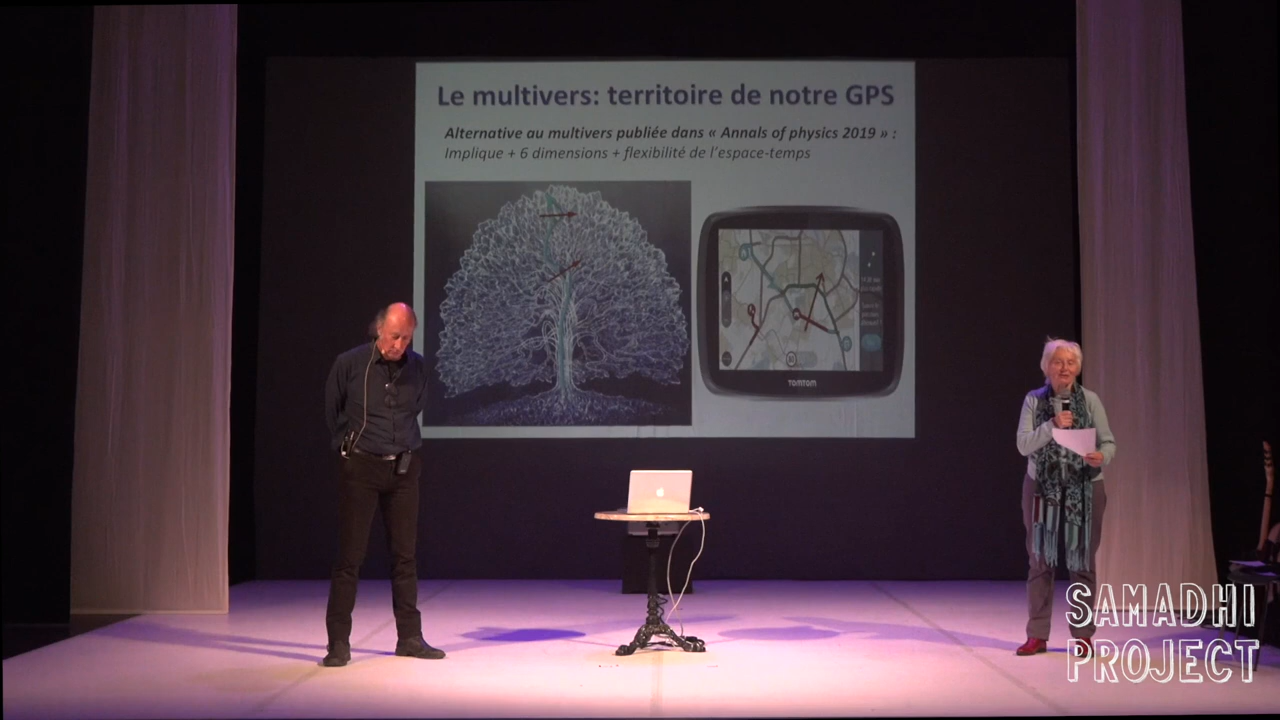 Le multivers: territoire de notre GPS
Alternative au multivers publiée dans « Annals of physics 2019 » :
Implique + 6 dimensions + flexibilité de l'espace-temps
TOMTOM
SAMADHI
PROJECT